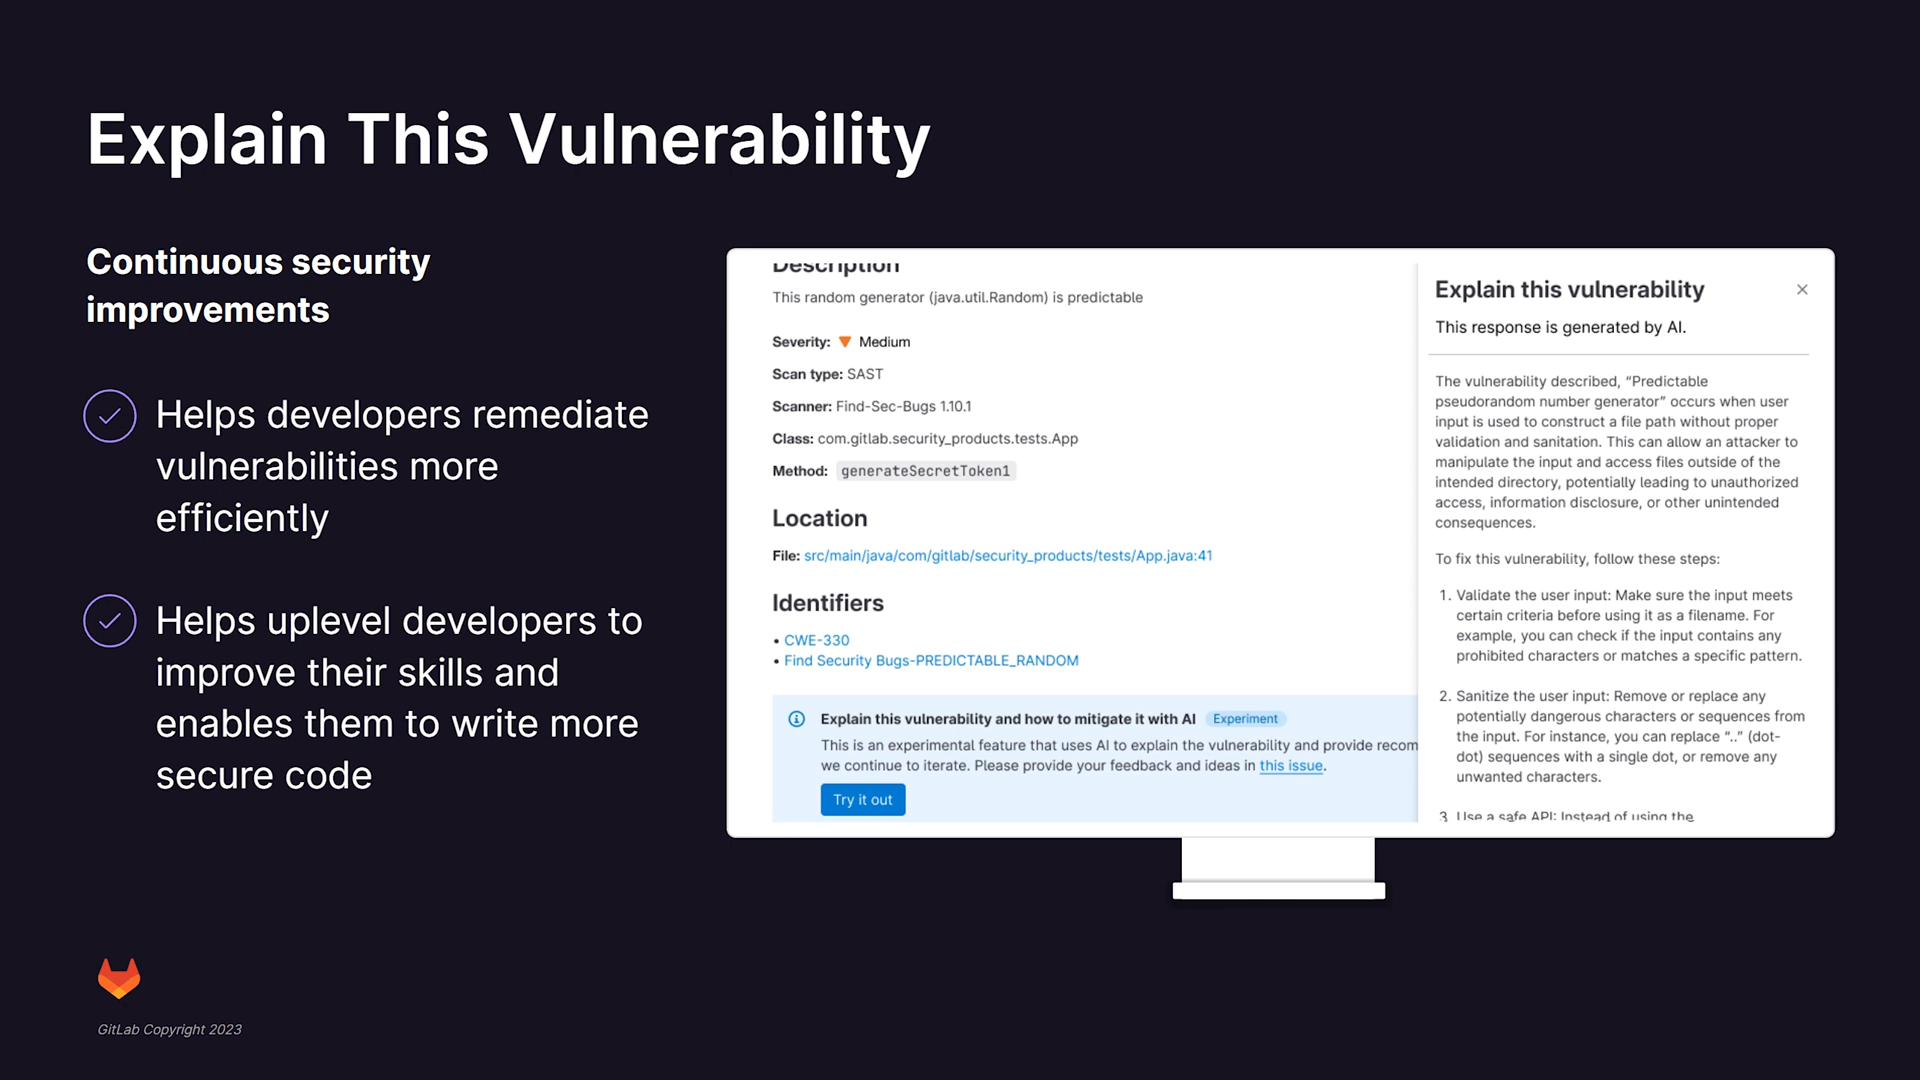 Explain This Vulnerability
Continuous security
improvements
Helps developers remediate
vulnerabilities more
efficiently
Helps uplevel developers to
improve their skills and
enables them to write more
secure code
Description
This random generator (java.util.Random) is predictable
Severity: Medium
Scan type: SAST
Scanner: Find-Sec-Bugs 1.10.1
Class: com.gitlab.security_products.tests.App
Method: generateSecretToken1
Location
File: src/main/java/com/gitlab/security_products/tests/App.java:41
Identifiers
• CWE-330
• Find Security Bugs-PREDICTABLE_RANDOM
Explain this vulnerability and how to mitigate it with AI Experiment
This is an experimental feature that uses AI to explain the vulnerability and provide recom
we continue to iterate. Please provide your feedback and ideas in this issue.
Try it out
Explain this vulnerability
This response is generated by AI.
The vulnerability described, “Predictable
pseudorandom number generator” occurs when user
input is used to construct a file path without proper
validation and sanitation. This can allow an attacker to
manipulate the input and access files outside of the
intended directory, potentially leading to unauthorized
access, information disclosure, or other unintended
consequences.
To fix this vulnerability, follow these steps:
1. Validate the user input: Make sure the input meets
certain criteria before using it as a filename. For
example, you can check if the input contains any
prohibited characters or matches a specific pattern.
2. Sanitize the user input: Remove or replace any
potentially dangerous characters or sequences from
the input. For instance, you can replace “..” (dot-
dot) sequences with a single dot, or remove any
unwanted characters.
3 Use a safe API: Instead of using the
GitLab Copyright 2023